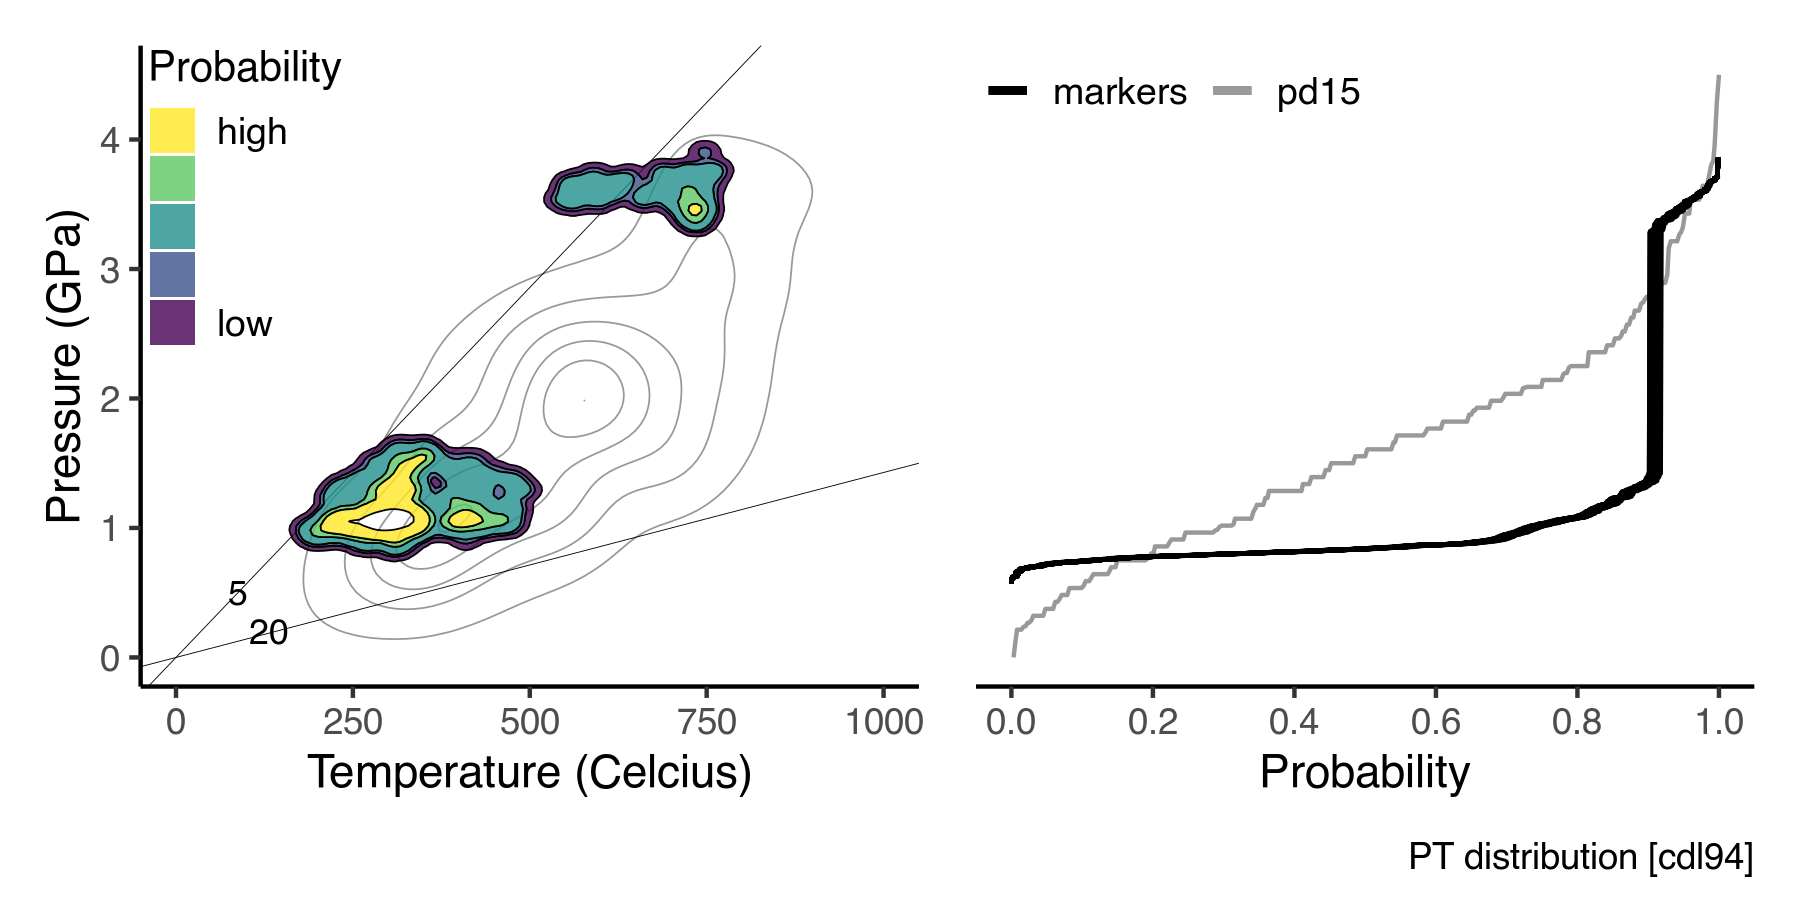 Probability
high
low
4
3
2
1
0
Pressure (GPa)
5
20
0 250 500 750 1000
Temperature (Celcius)
markers pd15
0.0 0.2 0.4 0.6 0.8 1.0
Probability
PT distribution [cdl94]